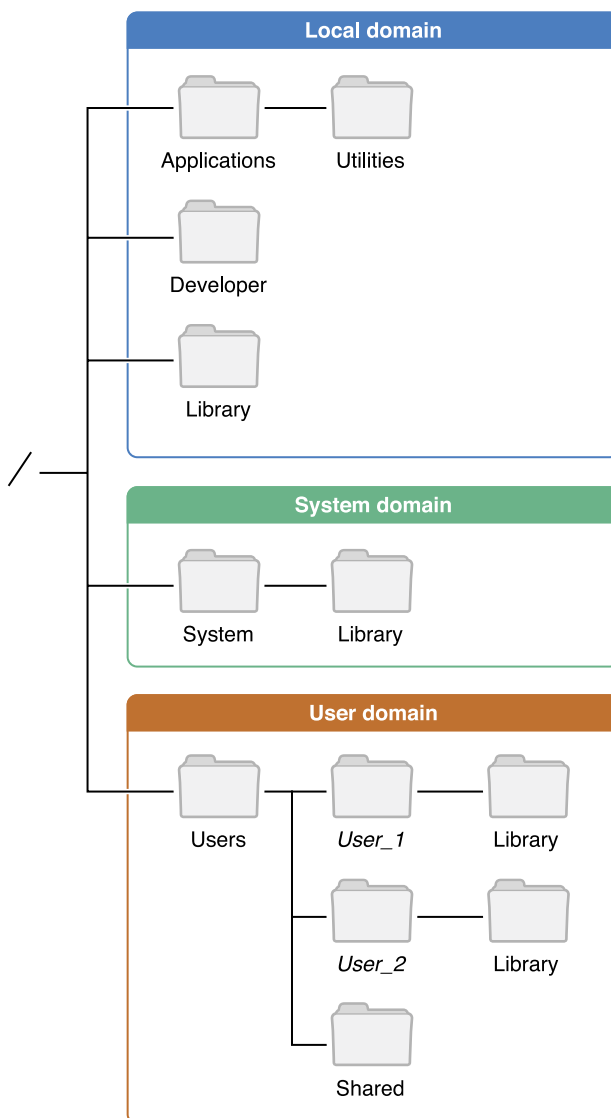 Local domain
Applications
Utilities
Developer
Library
/
System domain
System
Library
User domain
Users
User_1
Library
User_2
Library
Shared